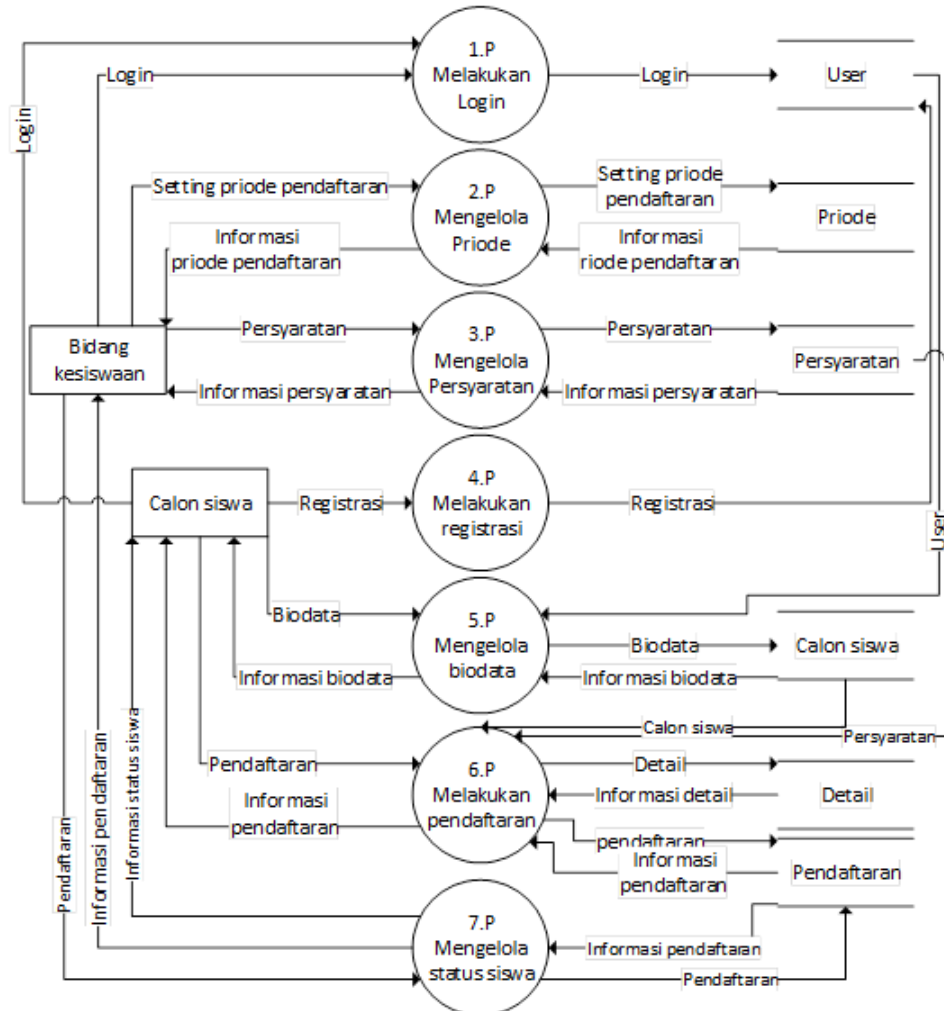 1.P
Melakukan
Login
Login
Login
User
Login
2.P
Mengelola
Priode
Setting priode pendaftaran
Setting priode
pendaftaran
Priode
Informasi
priode pendaftaran
Informasi
riode pendaftaran
Bidang
kesiswaan
Persyaratan
3.P
Mengelola
Persyaratan
Persyaratan
Persyaratan
Informasi persyaratan
Informasi persyaratan
Calon siswa
Registrasi
4.P
Melakukan
registrasi
Registrasi
User
Biodata
5.P
Mengelola
biodata
Biodata
Calon siswa
Informasi biodata
Informasi biodata
Calon siswa
Persyaratan
Pendaftaran
6.P
Melakukan
pendaftaran
Detail
Informasi detail
Detail
Informasi
pendaftaran
pendaftaran
Informasi
pendaftaran
Pendaftaran
Pendaftaran
Informasi pendaftaran
Informasi status siswa
7.P
Mengelola
status siswa
Informasi pendaftaran
Pendaftaran